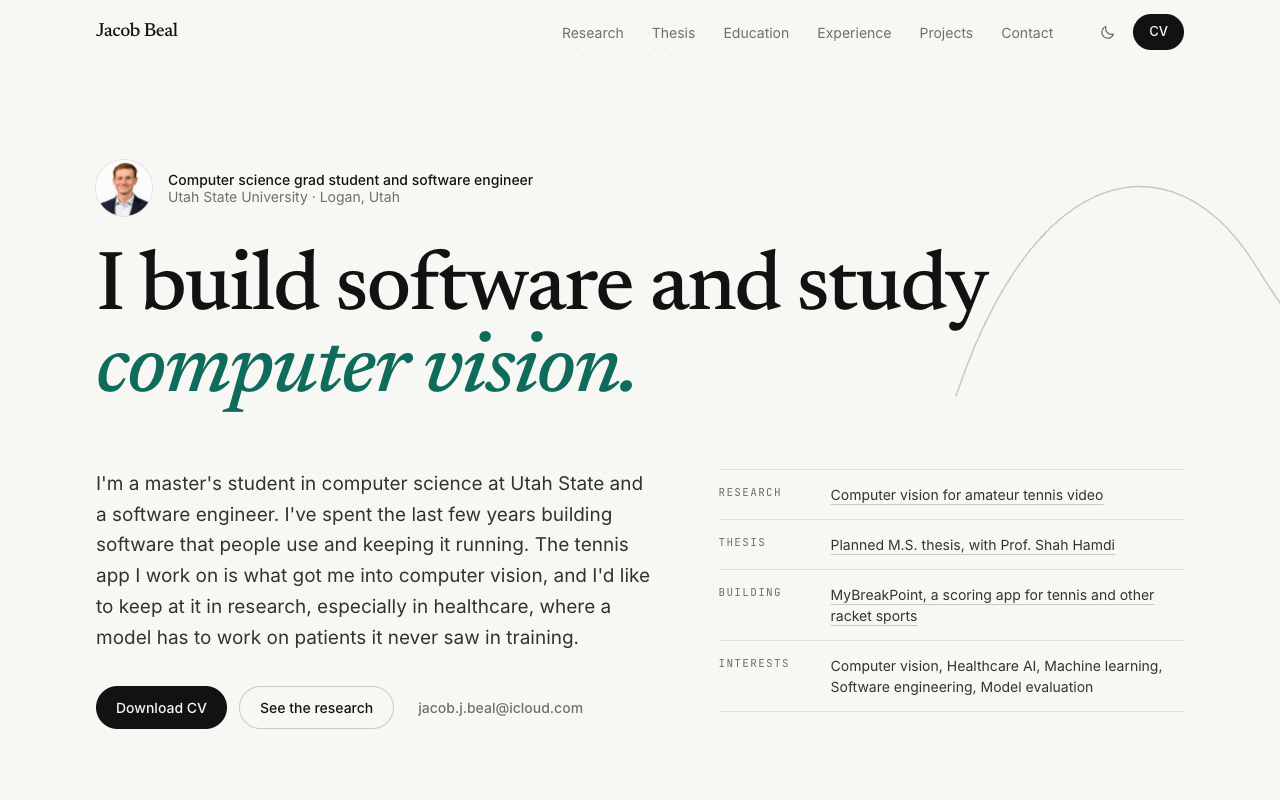 Jacob Beal
Research
Thesis
Education
Experience
Projects
Contact
CV
Computer science grad student and software engineer
Utah State University · Logan, Utah
I build software and study
computer vision.
I'm a master's student in computer science at Utah State and
a software engineer. I've spent the last few years building
software that people use and keeping it running. The tennis
app I work on is what got me into computer vision, and I'd like
to keep at it in research, especially in healthcare, where a
model has to work on patients it never saw in training.
Download CV
See the research
jacob.j.beal@icloud.com
RESEARCH
Computer vision for amateur tennis video
THESIS
Planned M.S. thesis, with Prof. Shah Hamdi
BUILDING
MyBreakPoint, a scoring app for tennis and other
racket sports
INTERESTS
Computer vision, Healthcare AI, Machine learning,
Software engineering, Model evaluation